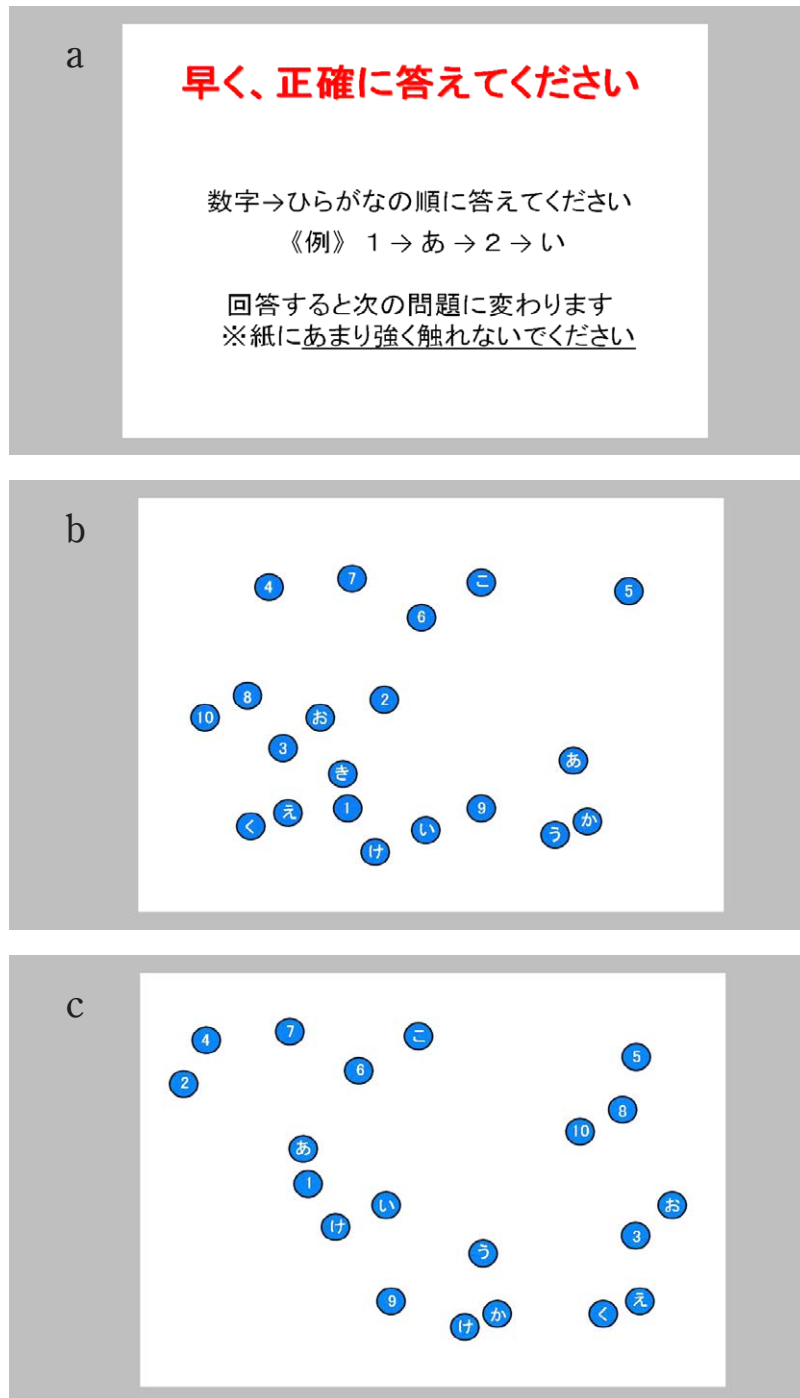 a
早く、正確に答えてください
数字→ひらがなの順に答えてください
《例》 1 → あ → 2 → い
回答すると次の問題に変わります
※紙にあまり強く触れないでください
b
4
7
こ
5
6
8
2
10
お
3
あ
き
1
9
え
く
い
か
う
け
c
4
7
こ
5
2
6
8
10
あ
1
い
お
け
3
う
9
え
か
く
け